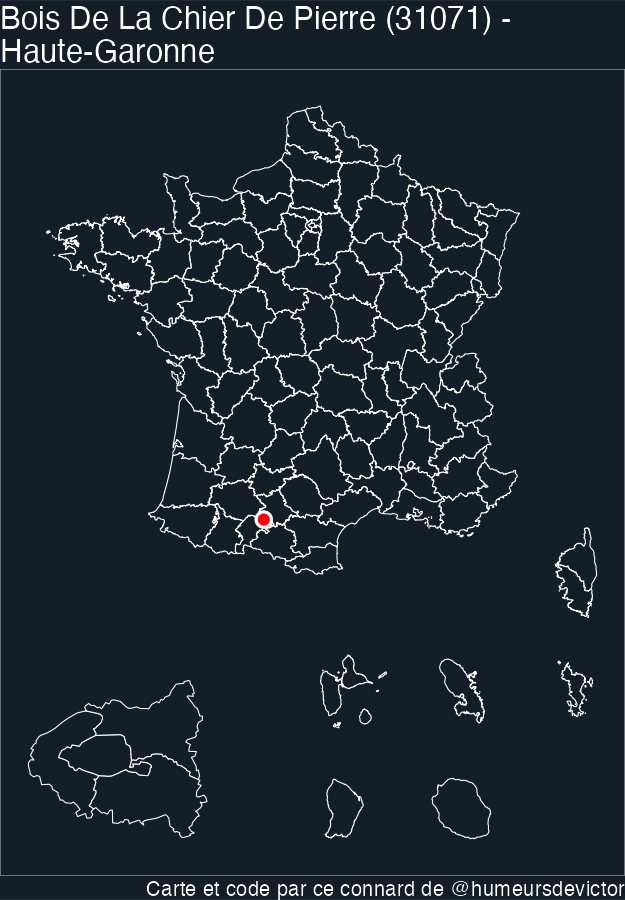 Bois De La Chier De Pierre (31071) -
Haute-Garonne
Carte et code par ce connard de @humeursdevictor